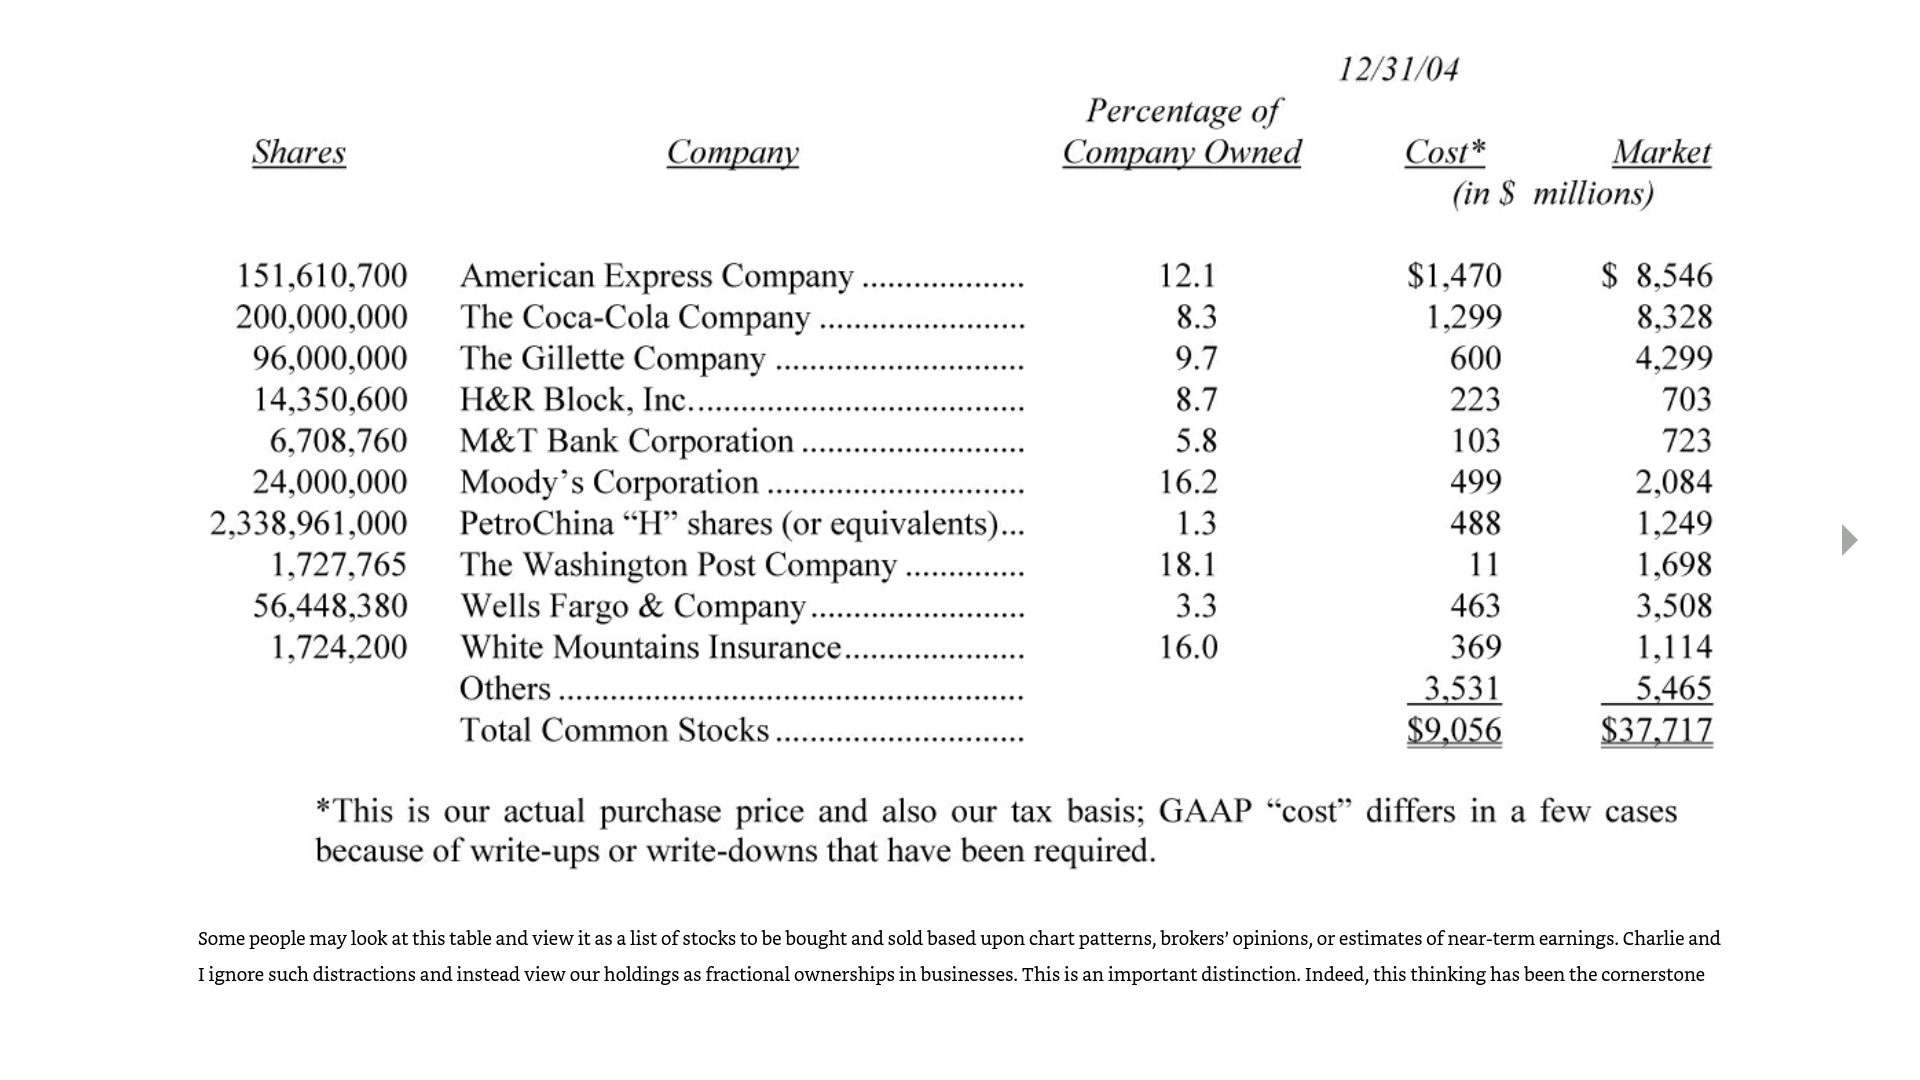 12/31/04
Percentage of
Shares Company Company Owned Cost* Market
(in $ millions)
151,610,700 American Express Company ................... 12.1 $1,470 $ 8,546
200,000,000 The Coca-Cola Company ........................ 8.3 1,299 8,328
96,000,000 The Gillette Company ............................. 9.7 600 4,299
14,350,600 H&R Block, Inc....................................... 8.7 223 703
6,708,760 M&T Bank Corporation .......................... 5.8 103 723
24,000,000 Moody’s Corporation .............................. 16.2 499 2,084
2,338,961,000 PetroChina “H” shares (or equivalents)... 1.3 488 1,249
1,727,765 The Washington Post Company .............. 18.1 11 1,698
56,448,380 Wells Fargo & Company......................... 3.3 463 3,508
1,724,200 White Mountains Insurance..................... 16.0 369 1,114
Others ...................................................... 3,531 5,465
Total Common Stocks ............................. $9,056 $37,717
*This is our actual purchase price and also our tax basis; GAAP “cost” differs in a few cases
because of write-ups or write-downs that have been required.
Some people may look at this table and view it as a list of stocks to be bought and sold based upon chart patterns, brokers’ opinions, or estimates of near-term earnings. Charlie and
I ignore such distractions and instead view our holdings as fractional ownerships in businesses. This is an important distinction. Indeed, this thinking has been the cornerstone